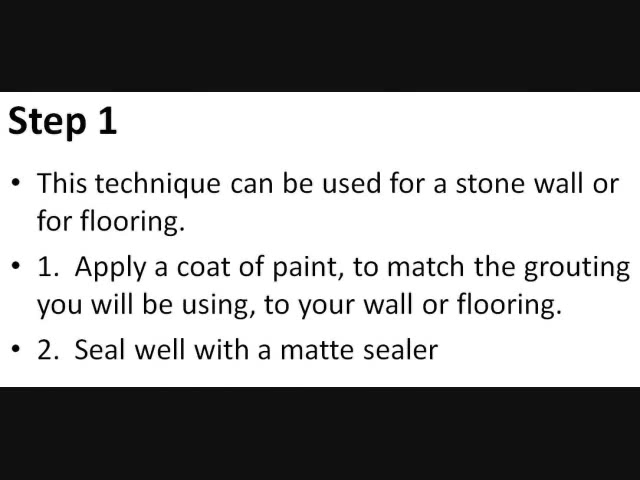 Step 1
• This technique can be used for a stone wall or
for flooring.
• 1. Apply a coat of paint, to match the grouting
you will be using, to your wall or flooring.
• 2. Seal well with a matte sealer